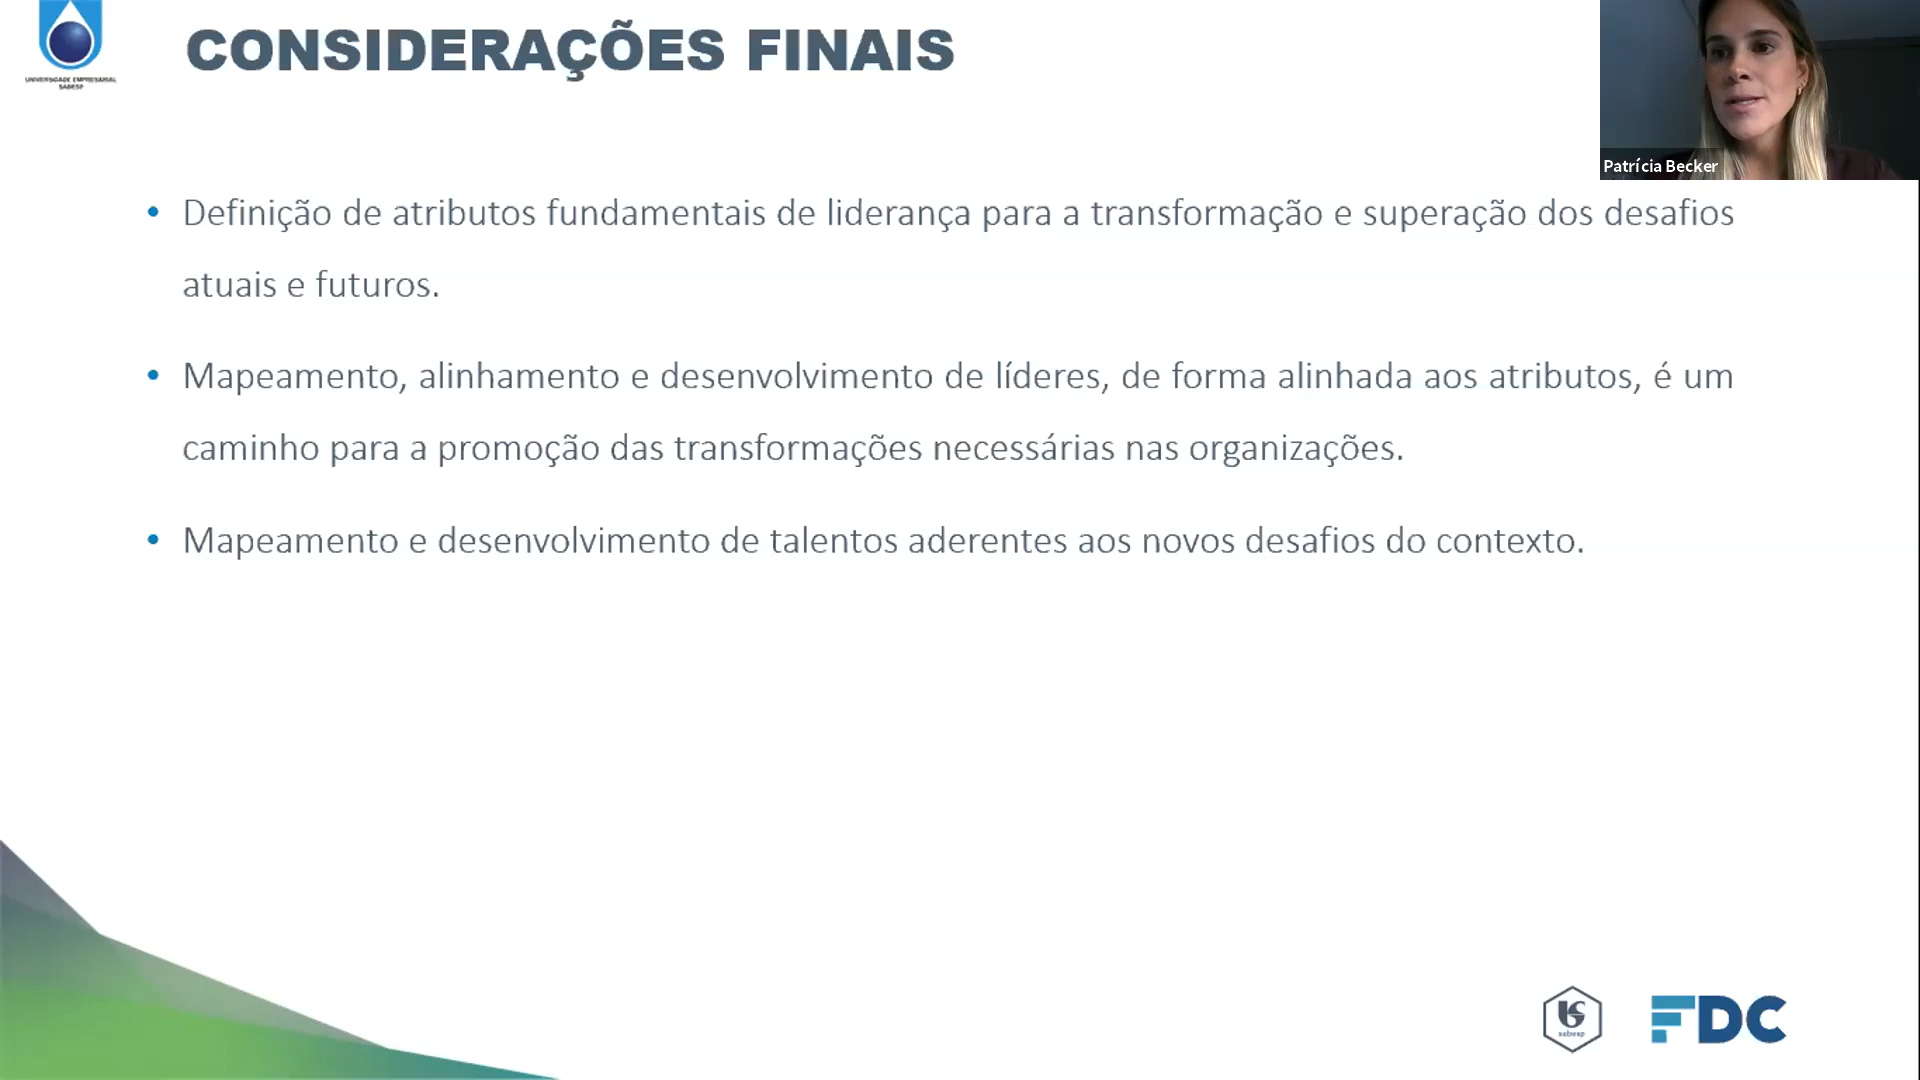 UNIVERSIDADE EMPRESARIAL
SABESP
CONSIDERAÇÕES FINAIS
Patrícia Becker
• Definição de atributos fundamentais de liderança para a transformação e superação dos desafios
atuais e futuros.
• Mapeamento, alinhamento e desenvolvimento de líderes, de forma alinhada aos atributos, é um
caminho para a promoção das transformações necessárias nas organizações.
• Mapeamento e desenvolvimento de talentos aderentes aos novos desafios do contexto.
sabesp
FDC